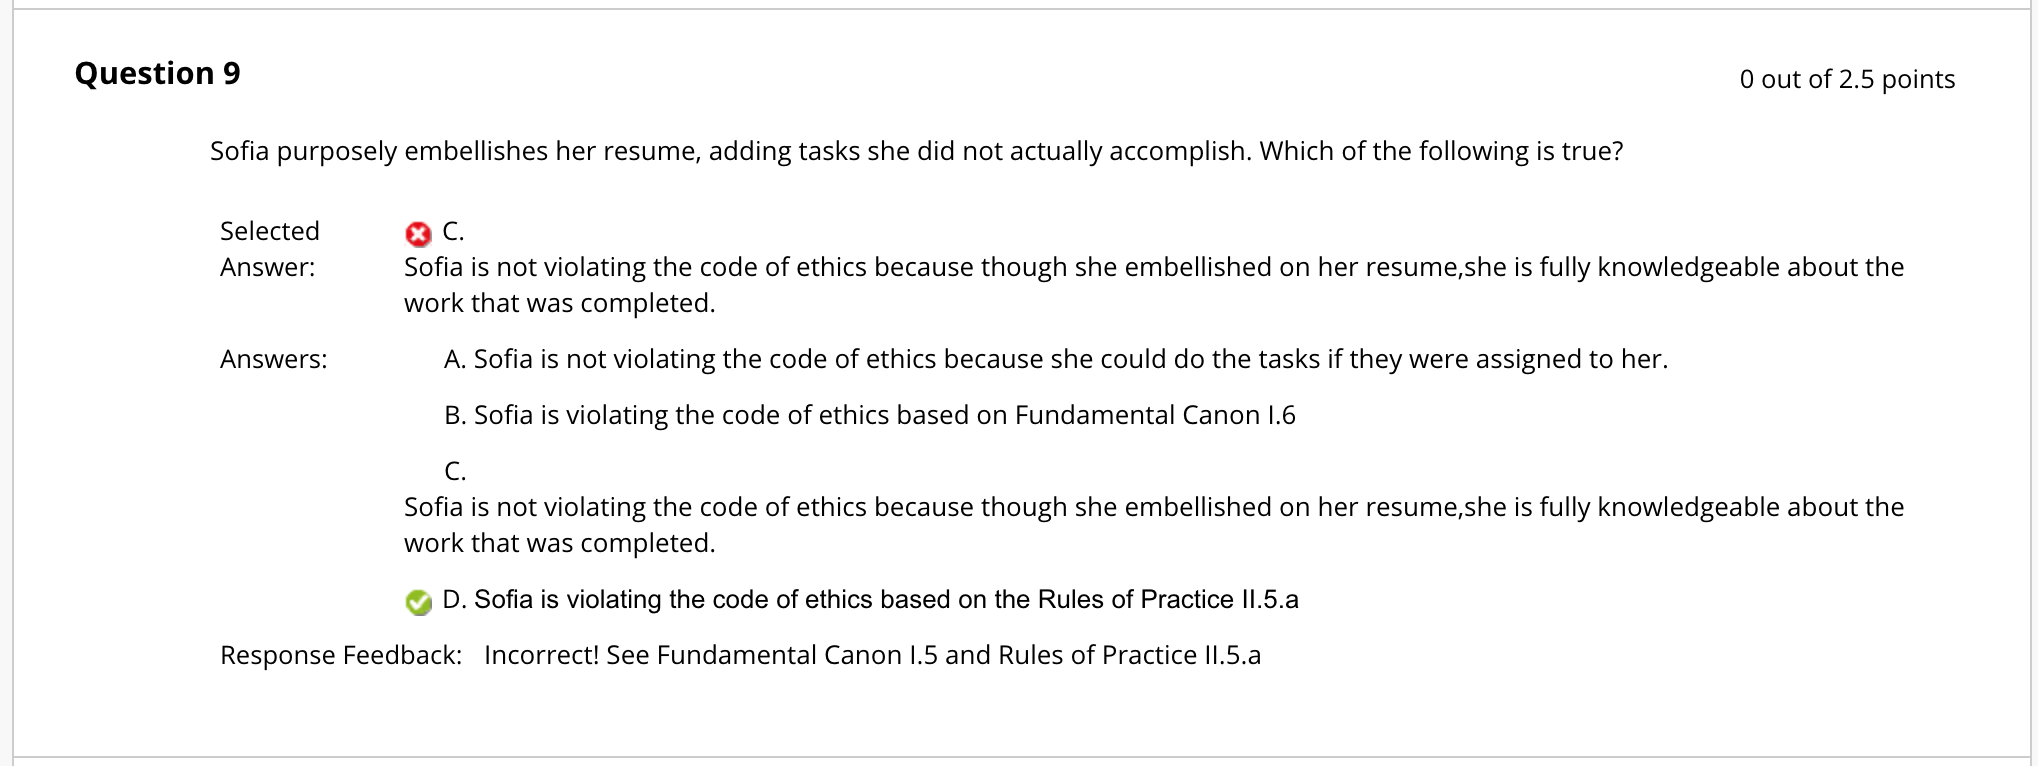 Question 9
0 out of 2.5 points
Sofia purposely embellishes her resume, adding tasks she did not actually accomplish. Which of the following is true?
Selected Answer:
C.
Sofia is not violating the code of ethics because though she embellished on her resume,she is fully knowledgeable about the
work that was completed.
Answers:
A. Sofia is not violating the code of ethics because she could do the tasks if they were assigned to her.
B. Sofia is violating the code of ethics based on Fundamental Canon I.6
C.
Sofia is not violating the code of ethics because though she embellished on her resume,she is fully knowledgeable about the
work that was completed.
D. Sofia is violating the code of ethics based on the Rules of Practice II.5.a
Response Feedback: Incorrect! See Fundamental Canon I.5 and Rules of Practice II.5.a